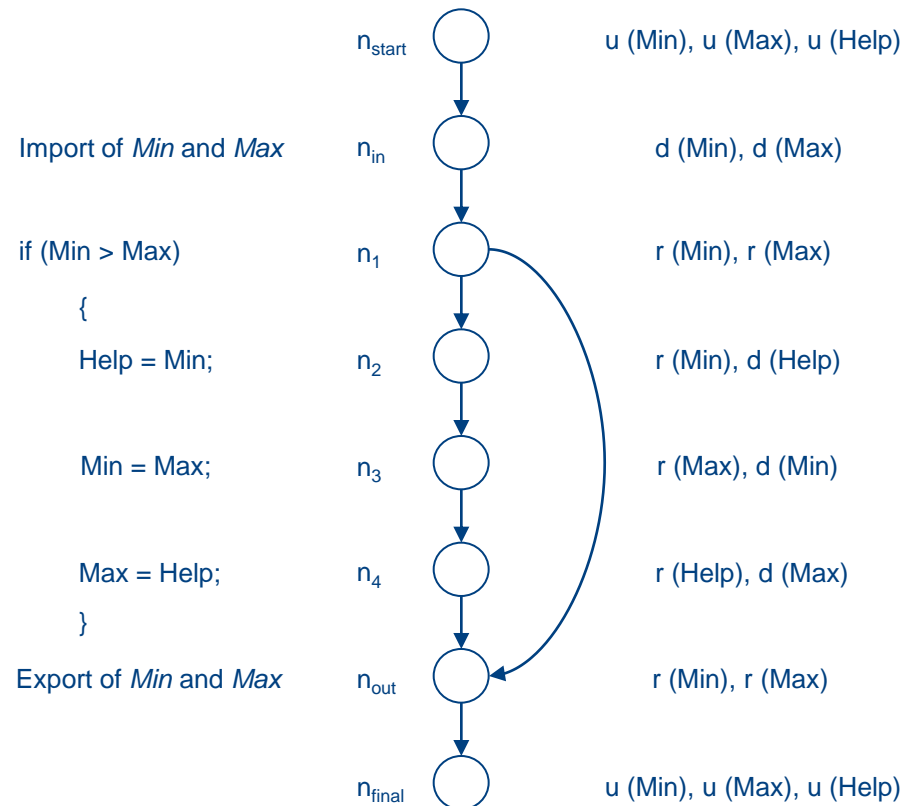 n_start u (Min), u (Max), u (Help)
Import of Min and Max n_in d (Min), d (Max)
if (Min > Max) n_1 r (Min), r (Max)
{
Help = Min; n_2 r (Min), d (Help)
Min = Max; n_3 r (Max), d (Min)
Max = Help; n_4 r (Help), d (Max)
}
Export of Min and Max n_out r (Min), r (Max)
n_final u (Min), u (Max), u (Help)